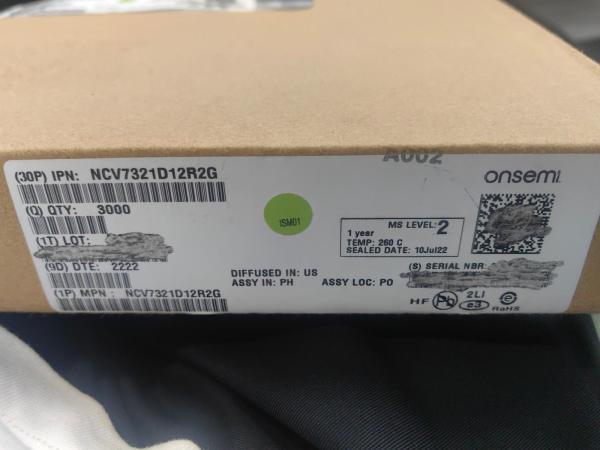 A002
(30P) IPN: NCV7321D12R2G
onsemi
(Q) QTY: 3000
ISM01
MS LEVEL: 2
1 year
TEMP: 260 C
SEALED DATE: 10Jul22
(1T) LOT:
(9D) DTE: 2222
DIFFUSED IN: US
(S) SERIAL NBR:
ASSY IN: PH ASSY LOC: PO
(1P) MPN: NCV7321D12R2G
HF Pb 2LI e3 e RoHS